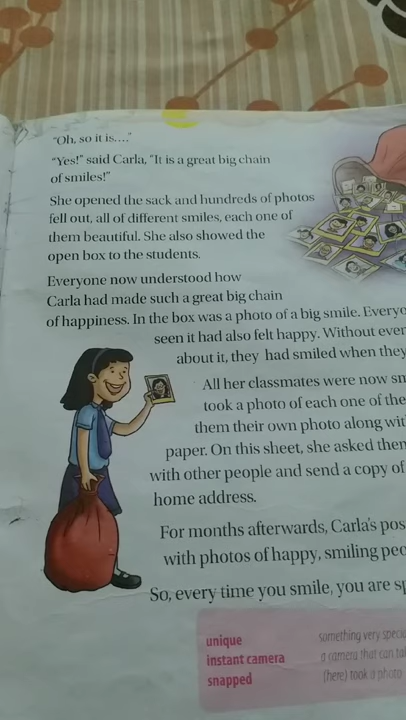 "Oh, so it is...."
"Yes!" said Carla, "It is a great big chain
of smiles!"
She opened the sack and hundreds of photos
fell out, all of different smiles, each one of
them beautiful. She also showed the
open box to the students.
Everyone now understood how
Carla had made such a great big chain
of happiness. In the box was a photo of a big smile. Everyo
seen it had also felt happy. Without ever
about it, they had smiled when they
All her classmates were now sm
took a photo of each one of the
them their own photo along wit
paper. On this sheet, she asked them
with other people and send a copy of
home address.
For months afterwards, Carla's pos
with photos of happy, smiling peo
So, every time you smile, you are sp
unique something very specia
instant camera a camera that can tak
snapped (here) took a photo